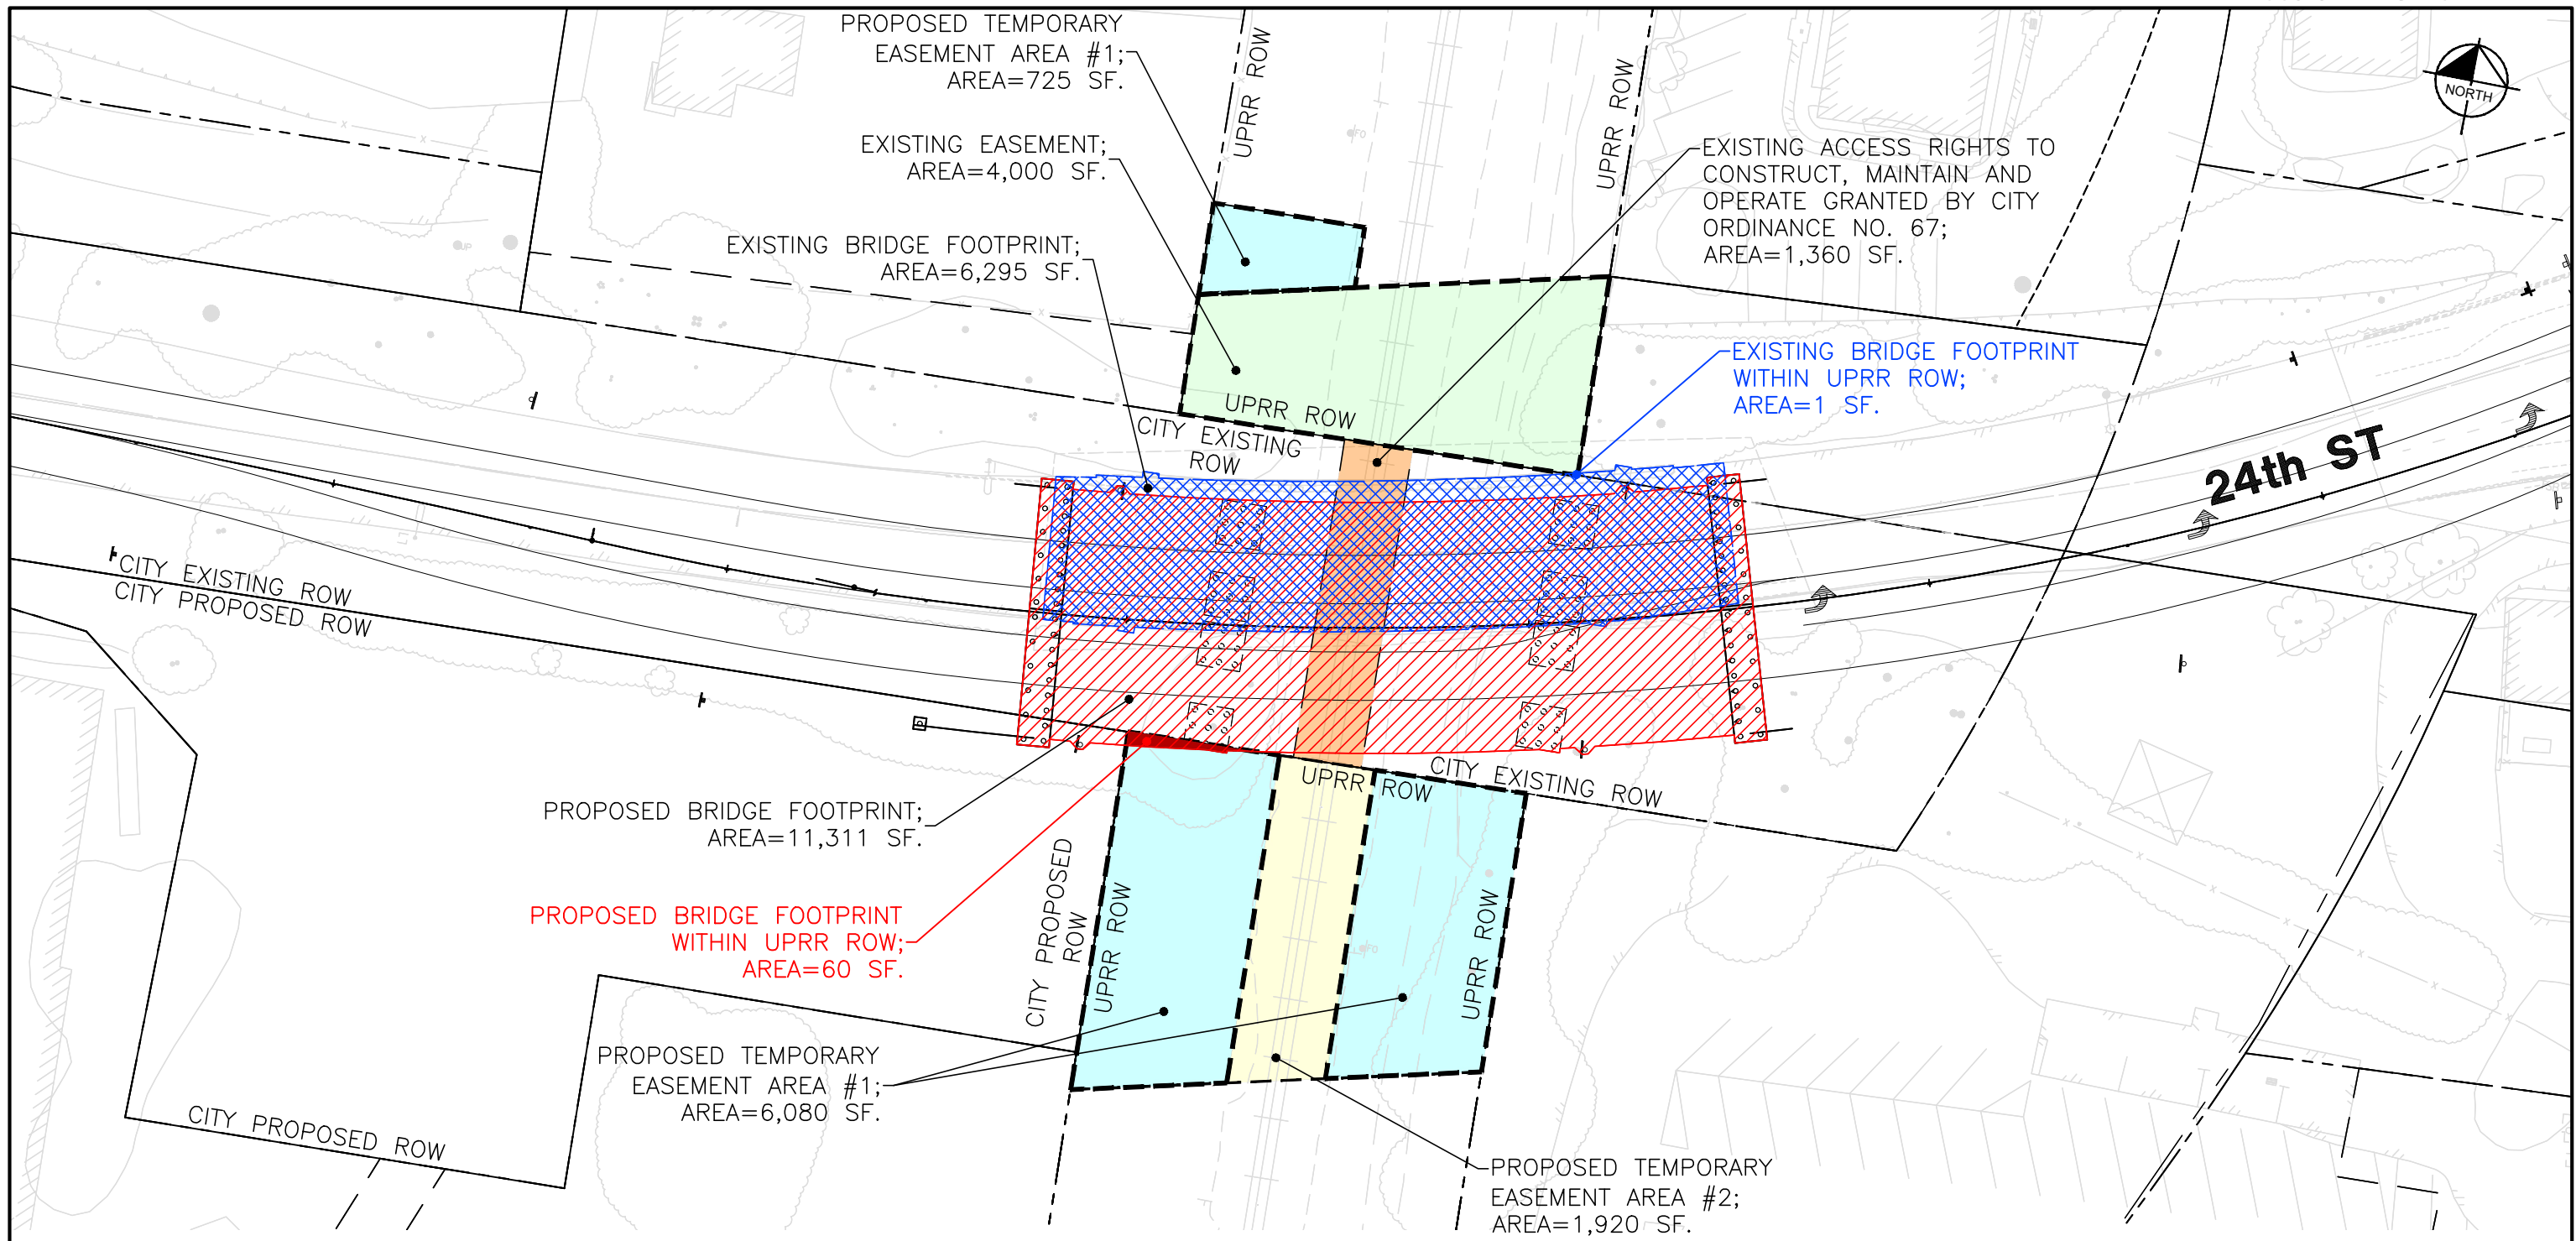 PROPOSED TEMPORARY
EASEMENT AREA #1;
AREA=725 SF.
UPRR ROW
UPRR ROW
NORTH
EXISTING EASEMENT;
AREA=4,000 SF.
EXISTING ACCESS RIGHTS TO
CONSTRUCT, MAINTAIN AND
OPERATE GRANTED BY CITY
ORDINANCE NO. 67;
AREA=1,360 SF.
EXISTING BRIDGE FOOTPRINT;
AREA=6,295 SF.
EXISTING BRIDGE FOOTPRINT
WITHIN UPRR ROW;
AREA=1 SF.
UPRR ROW
CITY EXISTING
ROW
24th ST
CITY EXISTING ROW
CITY PROPOSED ROW
UPRR ROW
CITY EXISTING ROW
PROPOSED BRIDGE FOOTPRINT;
AREA=11,311 SF.
PROPOSED BRIDGE FOOTPRINT
WITHIN UPRR ROW;
AREA=60 SF.
CITY PROPOSED
ROW
UPRR ROW
UPRR ROW
PROPOSED TEMPORARY
EASEMENT AREA #1;
AREA=6,080 SF.
CITY PROPOSED ROW
PROPOSED TEMPORARY
EASEMENT AREA #2;
AREA=1,920 SF.